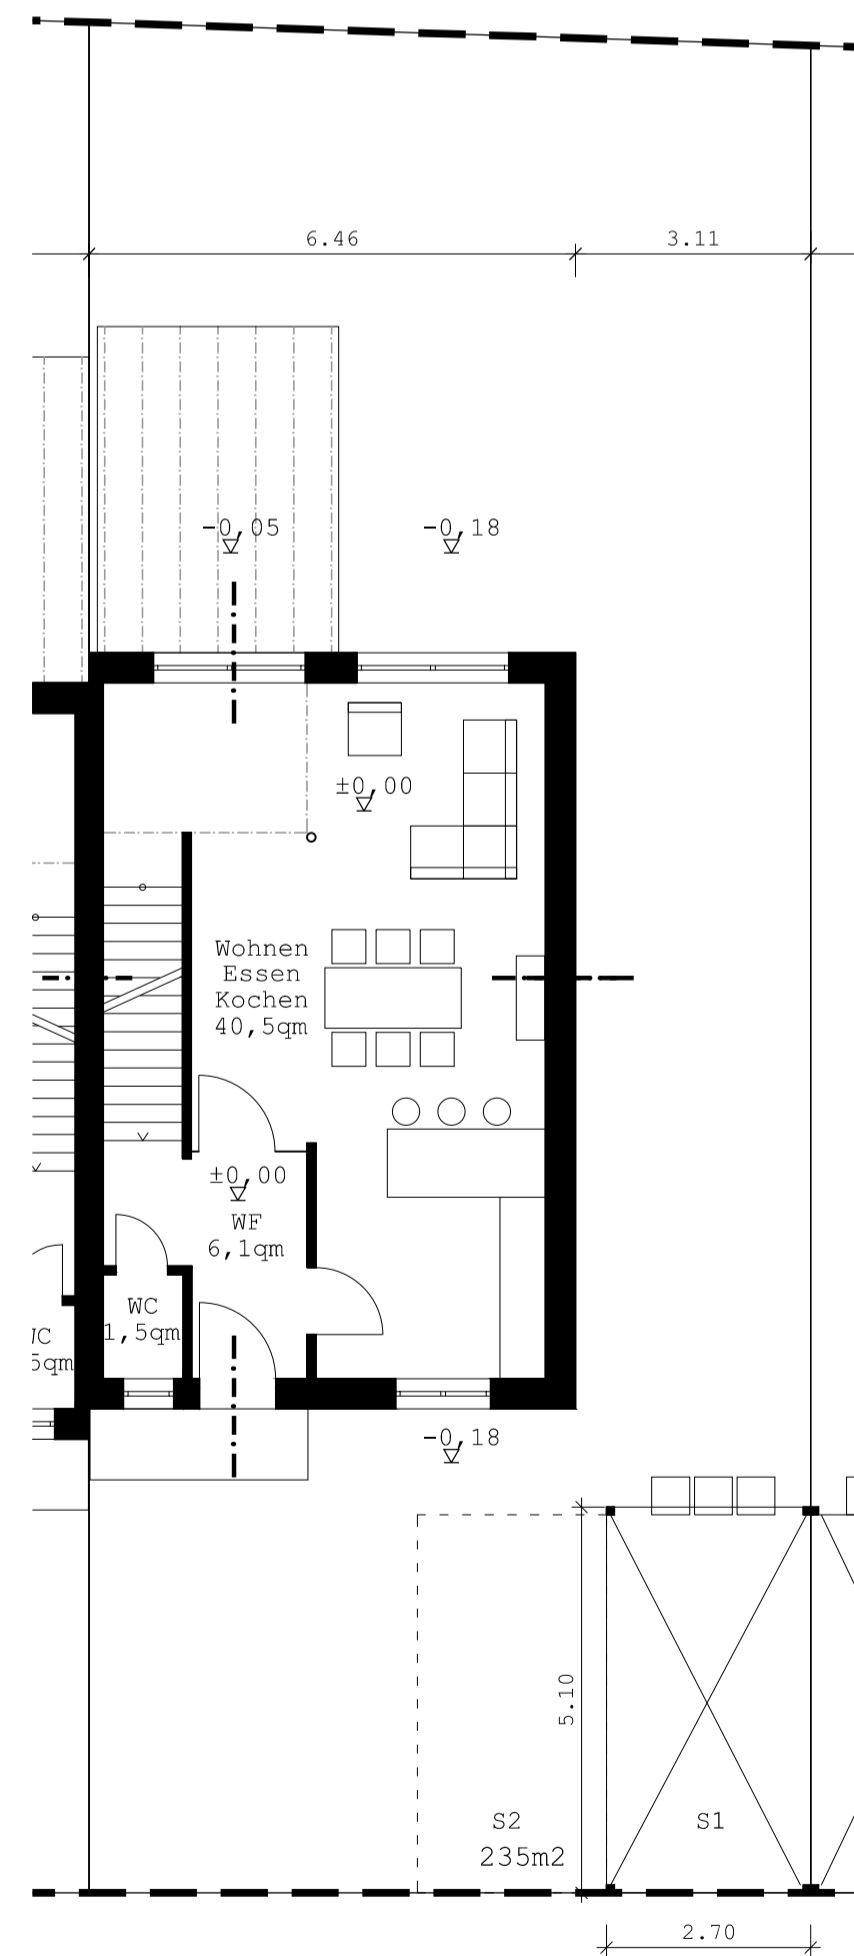 6.46
3.11
-0,05
-0,18
±0,00
Wohnen
Essen
Kochen
40,5qm
±0,00
WF
6,1qm
WC
1,5qm
5qm
-0,18
5.10
S2
S1
235m2
2.70